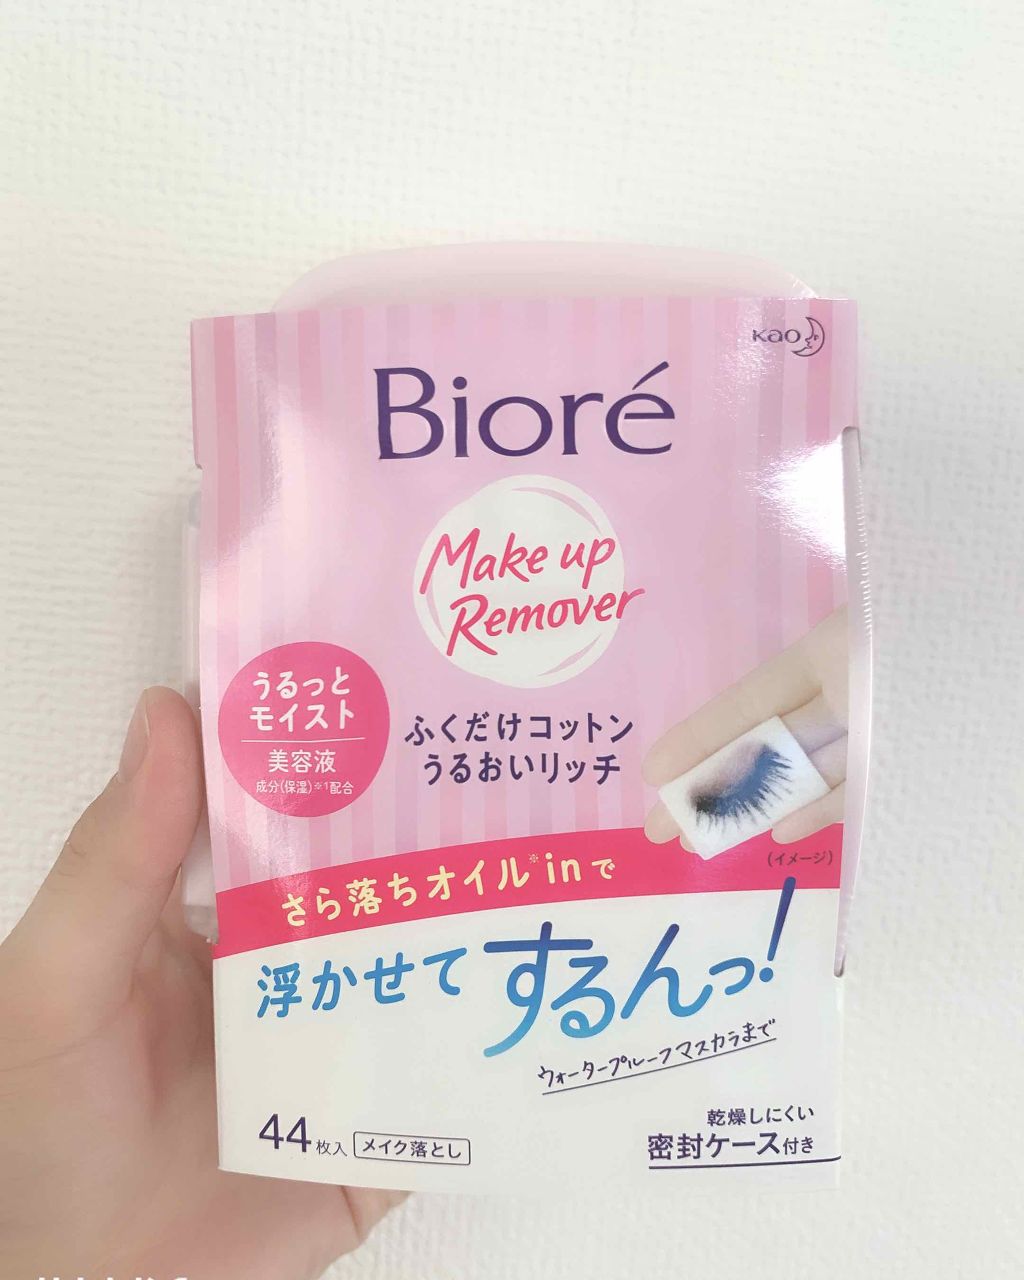 Kao
Bioré
Make up
Remover
うるっと
モイスト
美容液
成分(保湿)※1配合
ふくだけコットン
うるおいリッチ
(イメージ)
さら落ちオイル※inで
浮かせてするんっ!
ウォータープルーフマスカラまで
44枚入 メイク落とし
乾燥しにくい
密封ケース付き